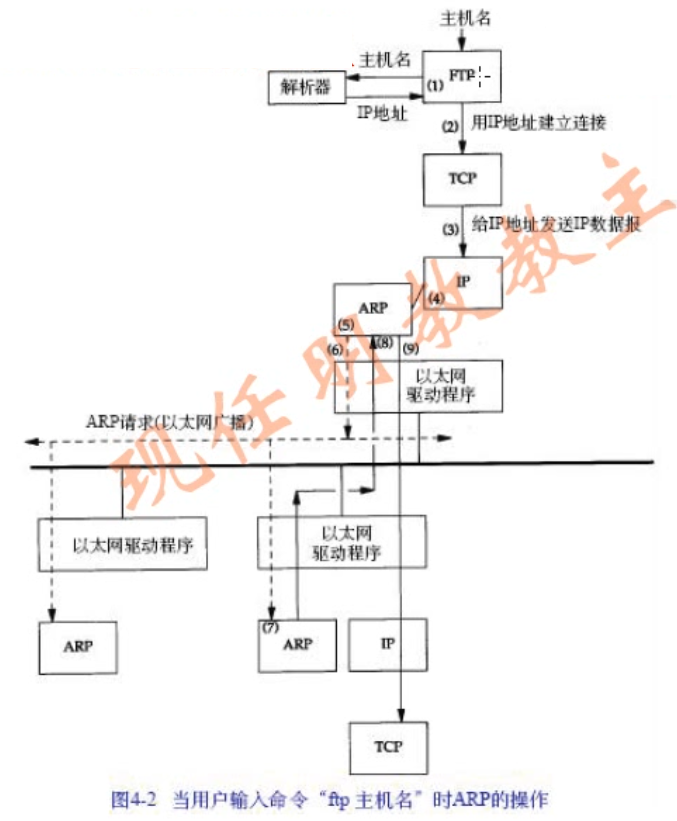 主机名
主机名
FTP
(1)
解析器
IP地址
(2)
用IP地址建立连接
TCP
(3)
给IP地址发送IP数据报
IP
(4)
ARP
(5)
(6)
(8)
(9)
以太网
驱动程序
ARP请求(以太网广播)
现任明教教主
以太网驱动程序
以太网
驱动程序
ARP
(7)
ARP
IP
TCP
图4-2 当用户输入命令“ftp 主机名”时ARP的操作